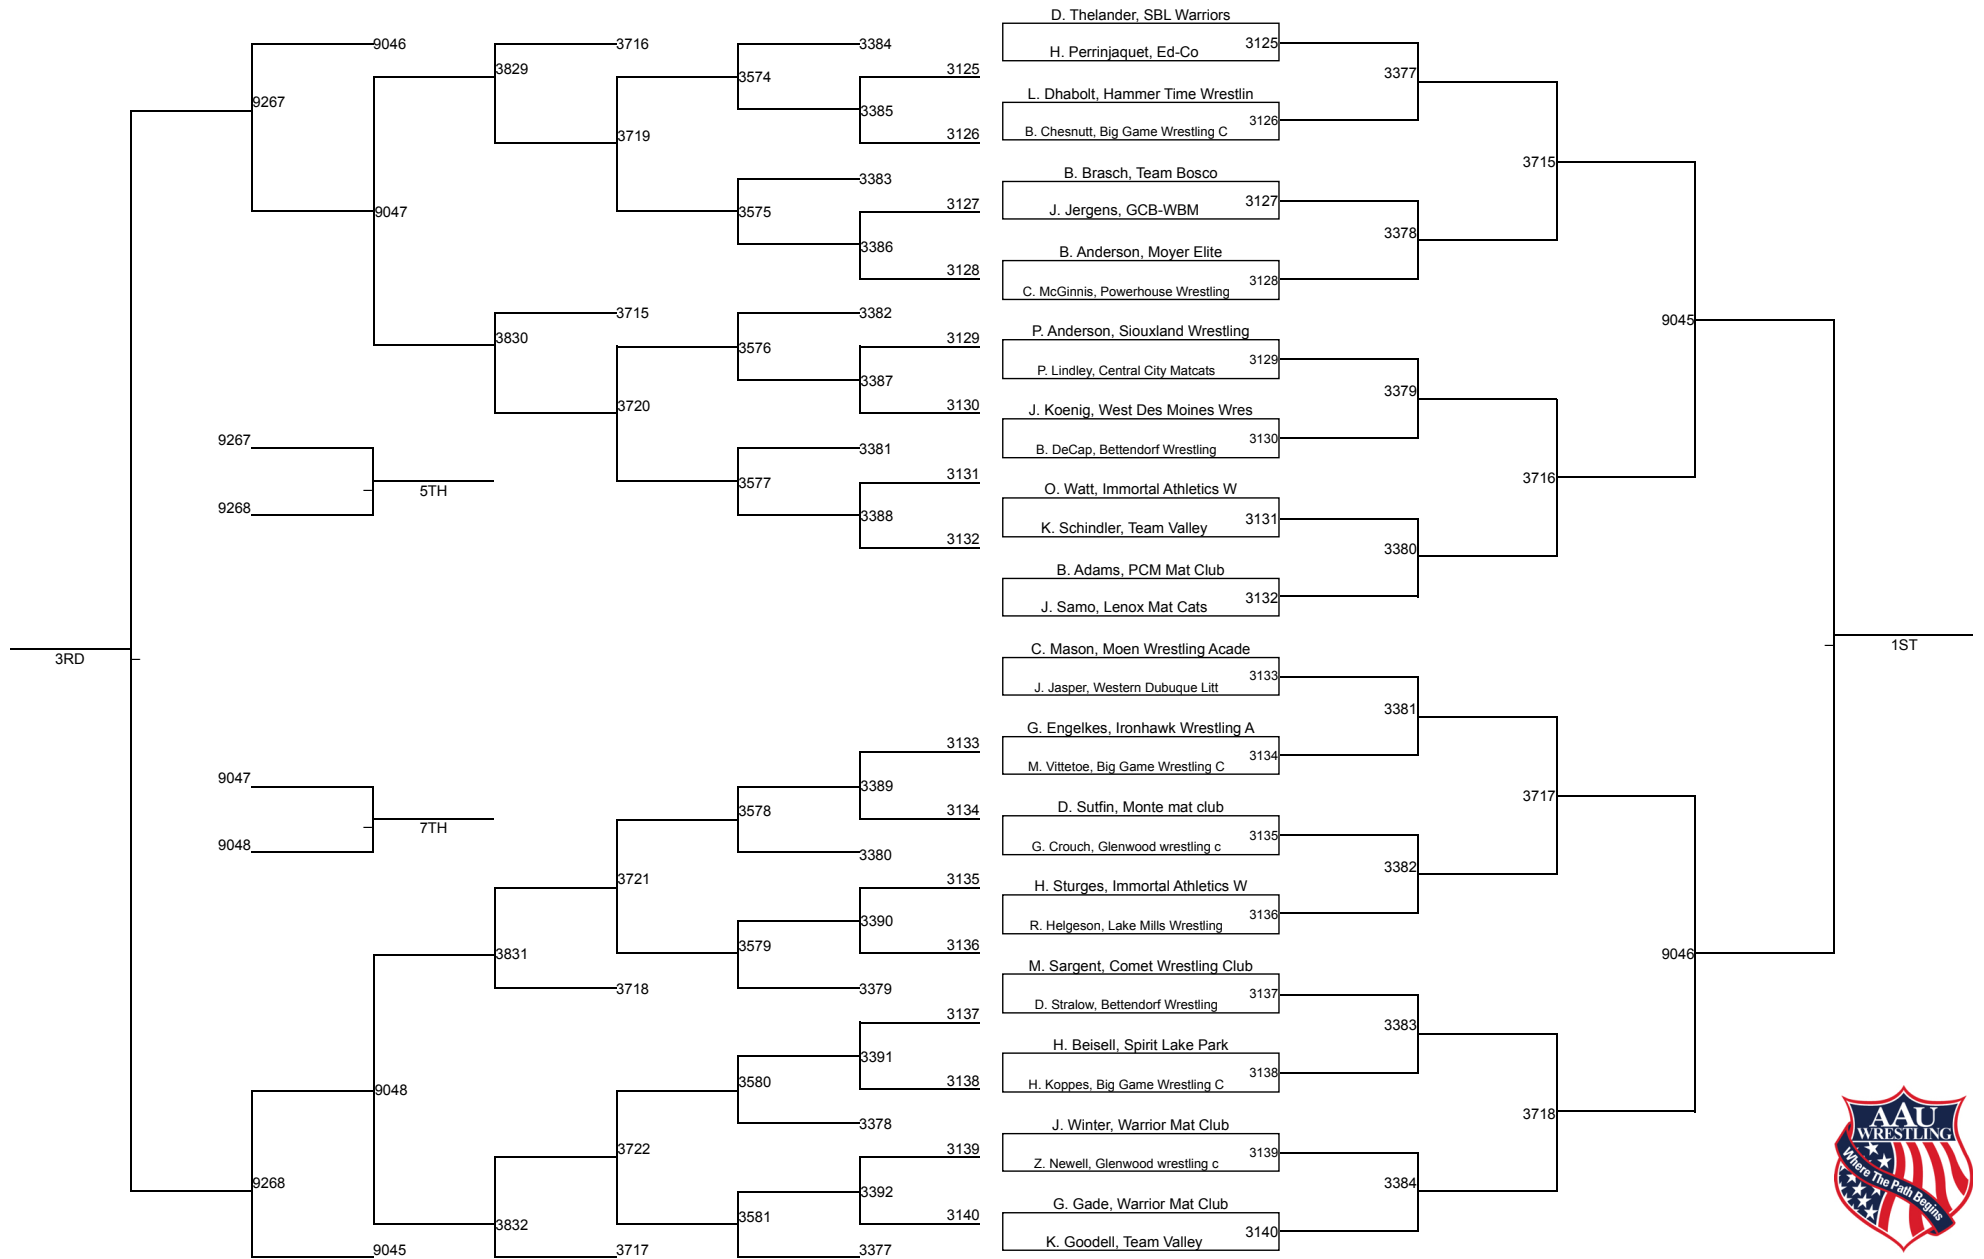 D. Thelander, SBL Warriors
9046
3716
3384
3125
H. Perrinjaquet, Ed-Co
3829
3125
3377
3574
L. Dhabolt, Hammer Time Wrestlin
9267
3385
3126
B. Chesnutt, Big Game Wrestling C
3719
3126
3715
B. Brasch, Team Bosco
3383
3127
3127
J. Jergens, GCB-WBM
9047
3575
3378
3386
B. Anderson, Moyer Elite
3128
3128
C. McGinnis, Powerhouse Wrestling
3715
3382
9045
P. Anderson, Siouxland Wrestling
3830
3129
3576
3129
P. Lindley, Central City Matcats
3387
3379
3720
3130
J. Koenig, West Des Moines Wres
9267
3130
B. DeCap, Bettendorf Wrestling
3381
3131
3716
3577
5TH
O. Watt, Immortal Athletics W
9268
3388
3131
K. Schindler, Team Valley
3132
3380
B. Adams, PCM Mat Club
3132
J. Samo, Lenox Mat Cats
3RD
1ST
C. Mason, Moen Wrestling Acade
3133
J. Jasper, Western Dubuque Litt
3381
G. Engelkes, Ironhawk Wrestling A
3133
3134
M. Vittetoe, Big Game Wrestling C
9047
3389
3717
3578
3134
D. Sutfin, Monte mat club
7TH
3135
G. Crouch, Glenwood wrestling c
9048
3380
3382
3721
3135
H. Sturges, Immortal Athletics W
3390
3136
R. Helgeson, Lake Mills Wrestling
3579
3136
3831
9046
M. Sargent, Comet Wrestling Club
3718
3379
3137
D. Stralow, Bettendorf Wrestling
3137
3383
H. Beisell, Spirit Lake Park
3391
3138
H. Koppes, Big Game Wrestling C
3580
3138
9048
3718
3378
J. Winter, Warrior Mat Club
3722
3139
3139
Z. Newell, Glenwood wrestling c
9268
3392
3384
G. Gade, Warrior Mat Club
3832
3581
3140
3140
K. Goodell, Team Valley
9045
3717
3377
AAU
WRESTLING
Where The Path Begins